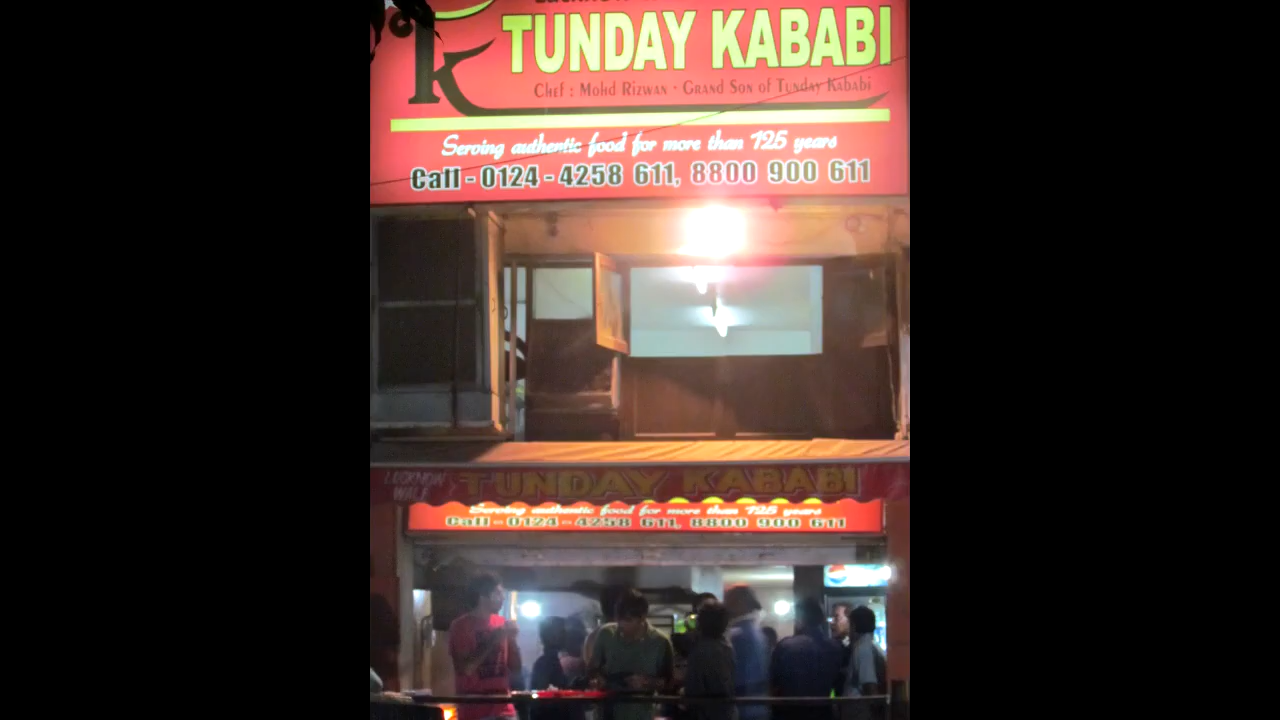 TUNDAY KABABI
Chef : Mohd Rizwan • Grand Son of Tunday Kababi
Serving authentic food for more than 125 years
Call - 0124 - 4258 611, 8800 900 611
LUCKNOW
WALE
TUNDAY KABABI
Serving authentic food for more than 125 years
Call - 0124 - 4258 611, 8800 900 611